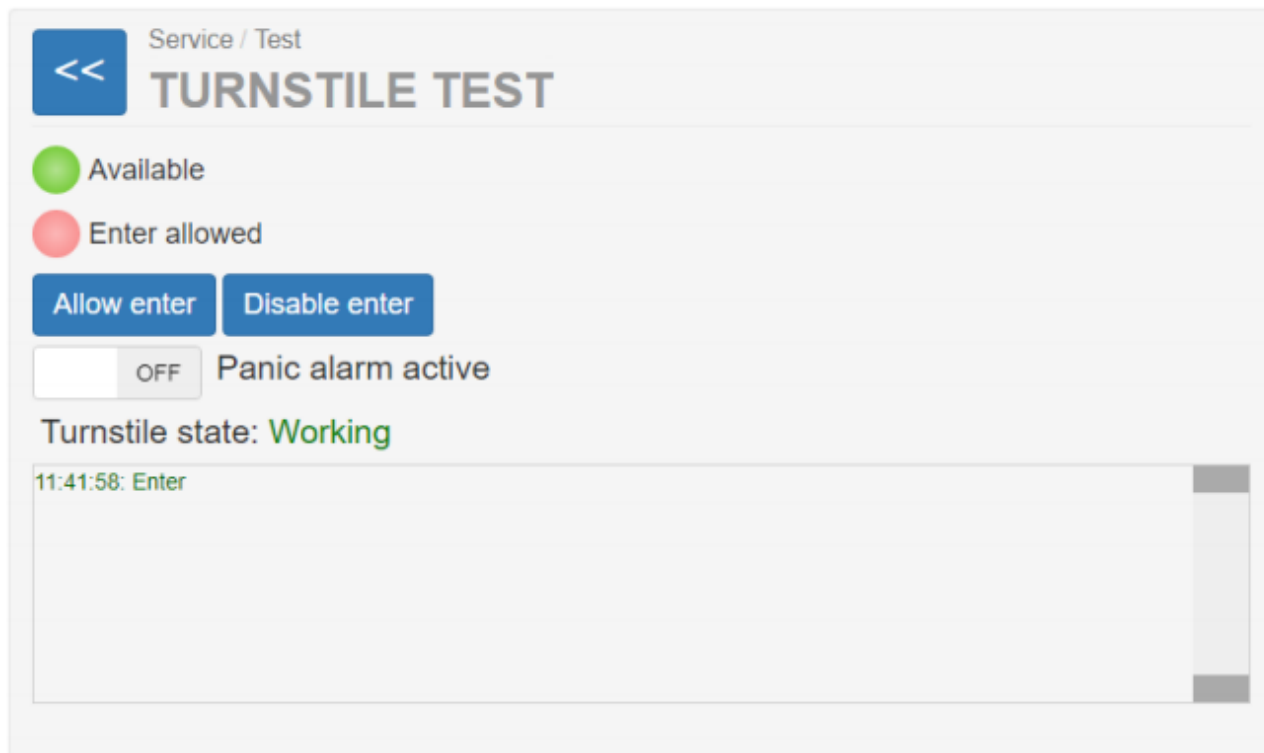 <<
Service / Test
TURNSTILE TEST
Available
Enter allowed
Allow enter Disable enter
OFF Panic alarm active
Turnstile state: Working
11:41:58: Enter